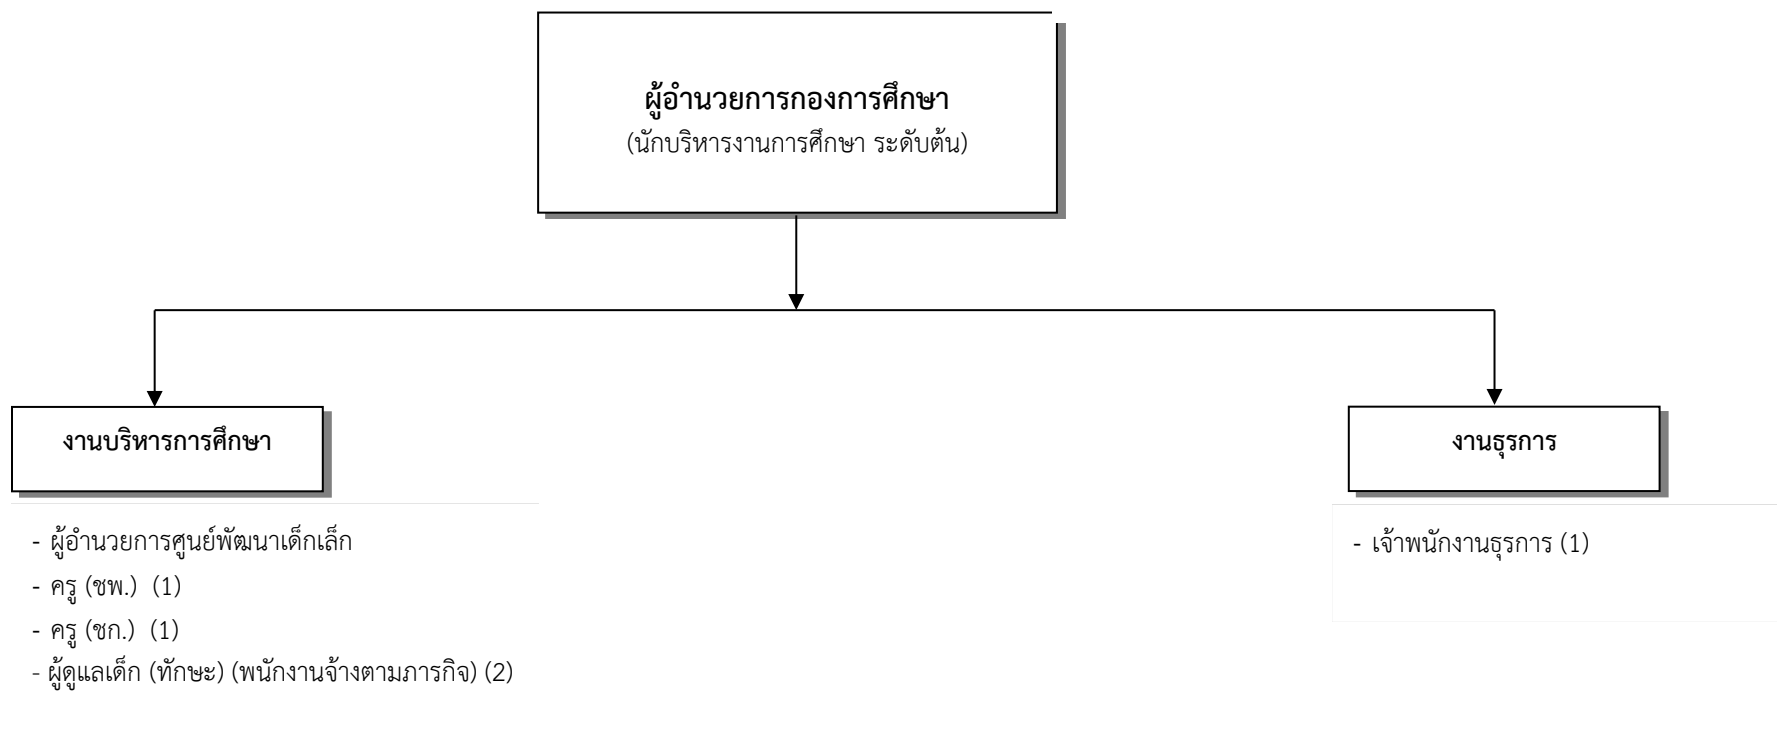 ผู้อำนวยการกองการศึกษา
(นักบริหารงานการศึกษา ระดับต้น)
งานบริหารการศึกษา
- ผู้อำนวยการศูนย์พัฒนาเด็กเล็ก
- ครู (ชพ.) (1)
- ครู (ชก.) (1)
- ผู้ดูแลเด็ก (ทักษะ) (พนักงานจ้างตามภารกิจ) (2)
งานธุรการ
- เจ้าพนักงานธุรการ (1)